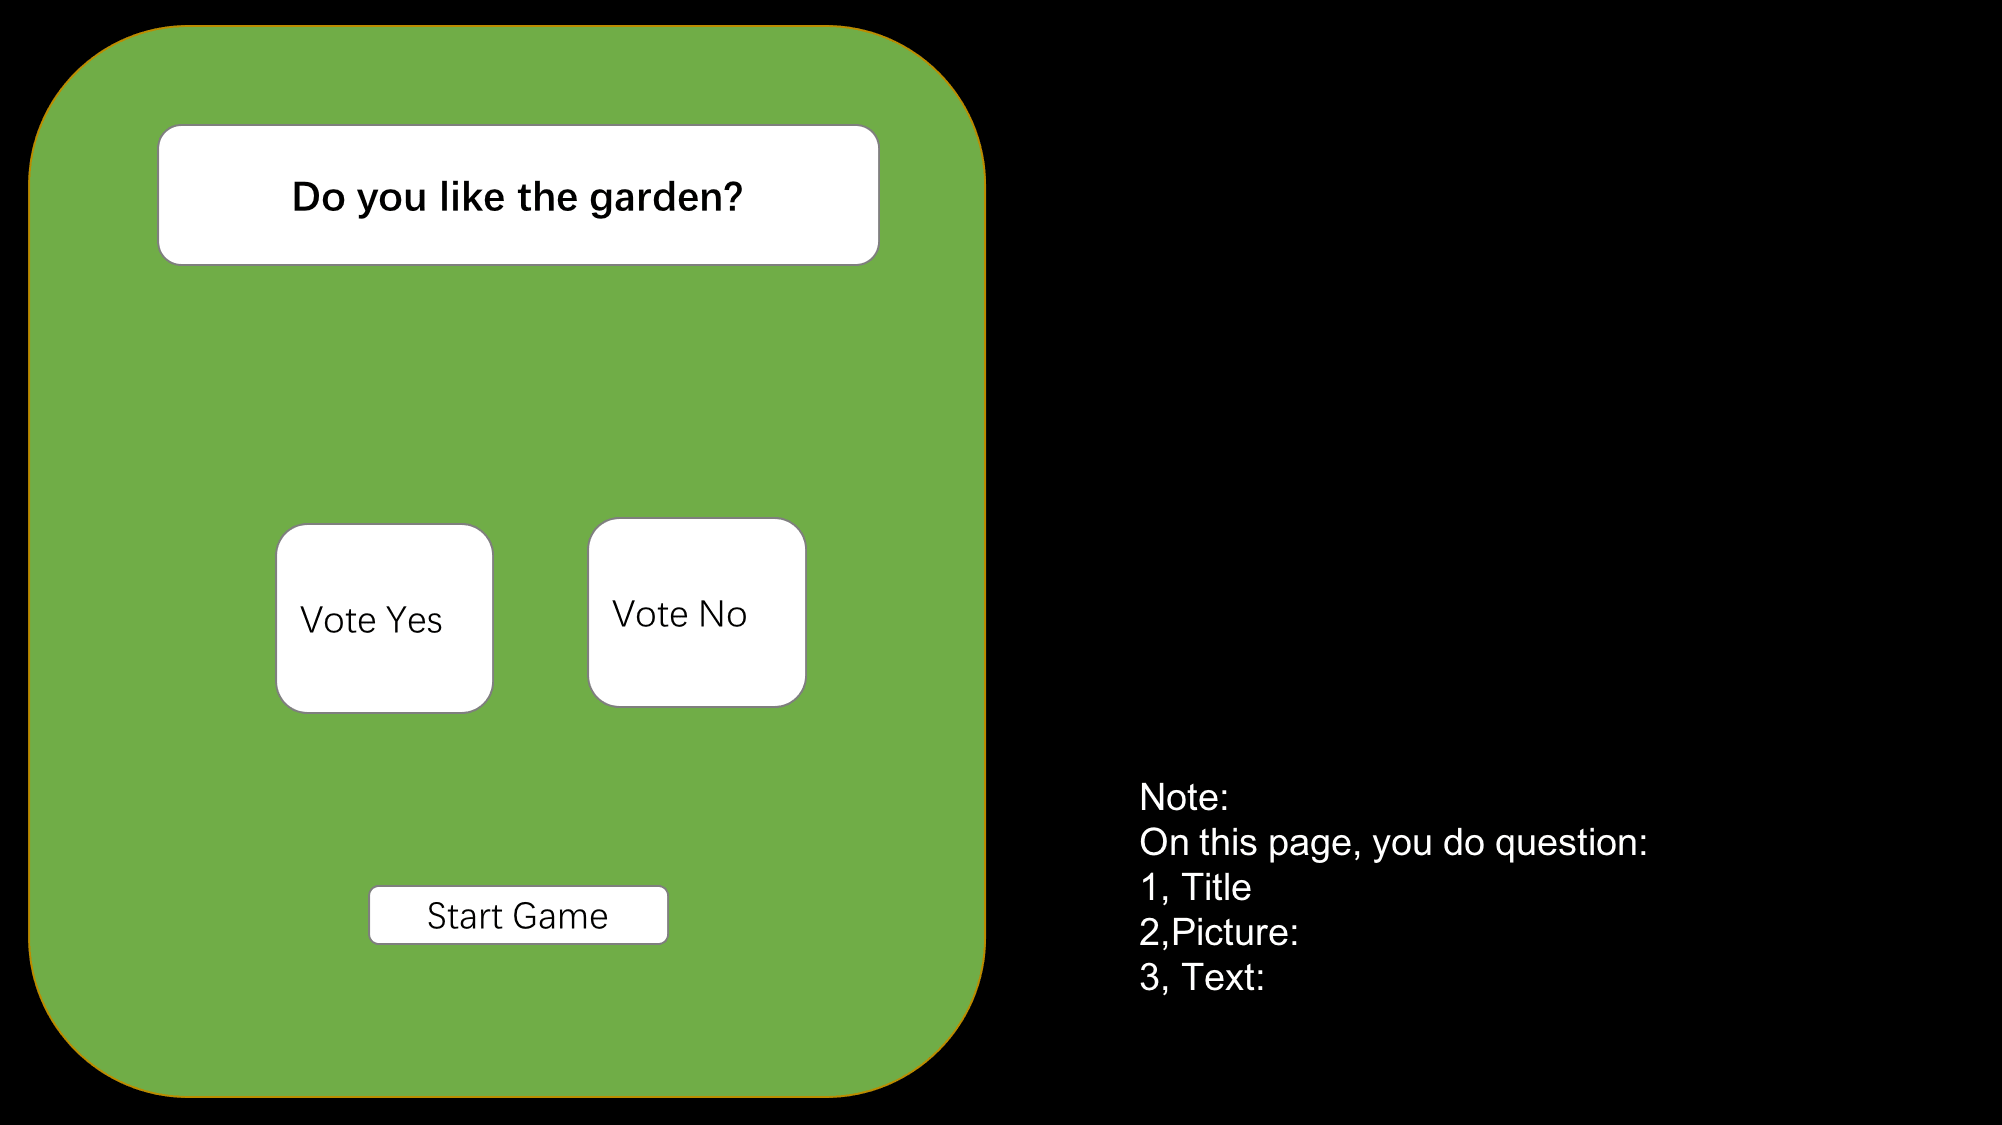 Do you like the garden?
Vote Yes
Vote No
Start Game
Note:
On this page, you do question:
1, Title
2,Picture:
3, Text: